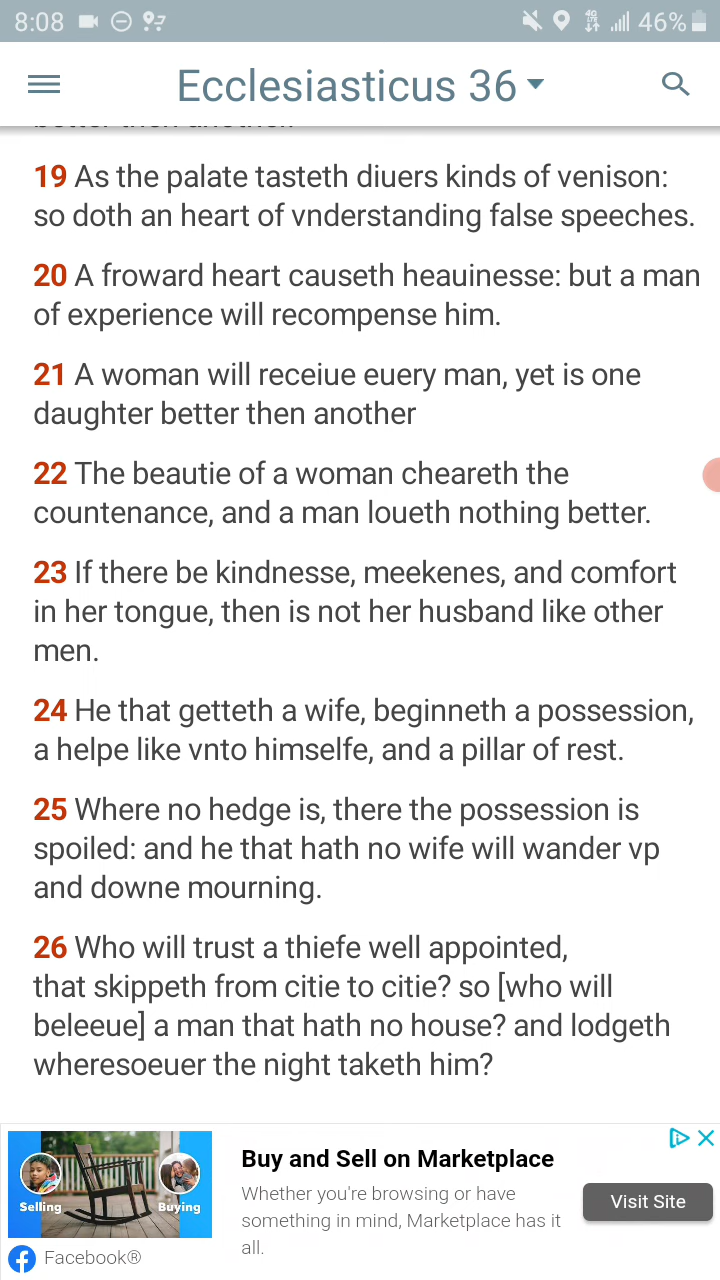 8:08
4G
LTE
46%
Ecclesiasticus 36
19 As the palate tasteth diuers kinds of venison:
so doth an heart of vnderstanding false speeches.
20 A froward heart causeth heauinesse: but a man
of experience will recompense him.
21 A woman will receiue euery man, yet is one
daughter better then another
22 The beautie of a woman cheareth the
countenance, and a man loueth nothing better.
23 If there be kindnesse, meekenes, and comfort
in her tongue, then is not her husband like other
men.
24 He that getteth a wife, beginneth a possession,
a helpe like vnto himselfe, and a pillar of rest.
25 Where no hedge is, there the possession is
spoiled: and he that hath no wife will wander vp
and downe mourning.
26 Who will trust a thiefe well appointed,
that skippeth from citie to citie? so [who will
beleeue] a man that hath no house? and lodgeth
wheresoeuer the night taketh him?
Selling
Buying
Facebook®
Buy and Sell on Marketplace
Whether you're browsing or have
something in mind, Marketplace has it
all.
Visit Site